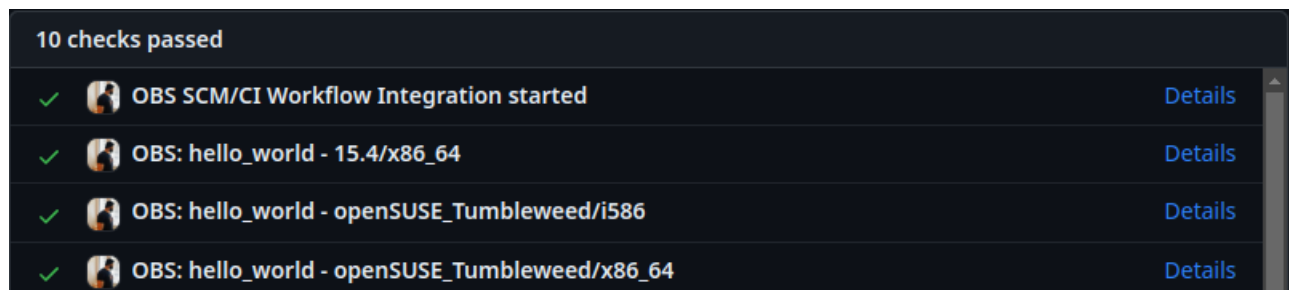 10 checks passed
OBS SCM/CI Workflow Integration started Details
OBS: hello_world - 15.4/x86_64 Details
OBS: hello_world - openSUSE_Tumbleweed/i586 Details
OBS: hello_world - openSUSE_Tumbleweed/x86_64 Details